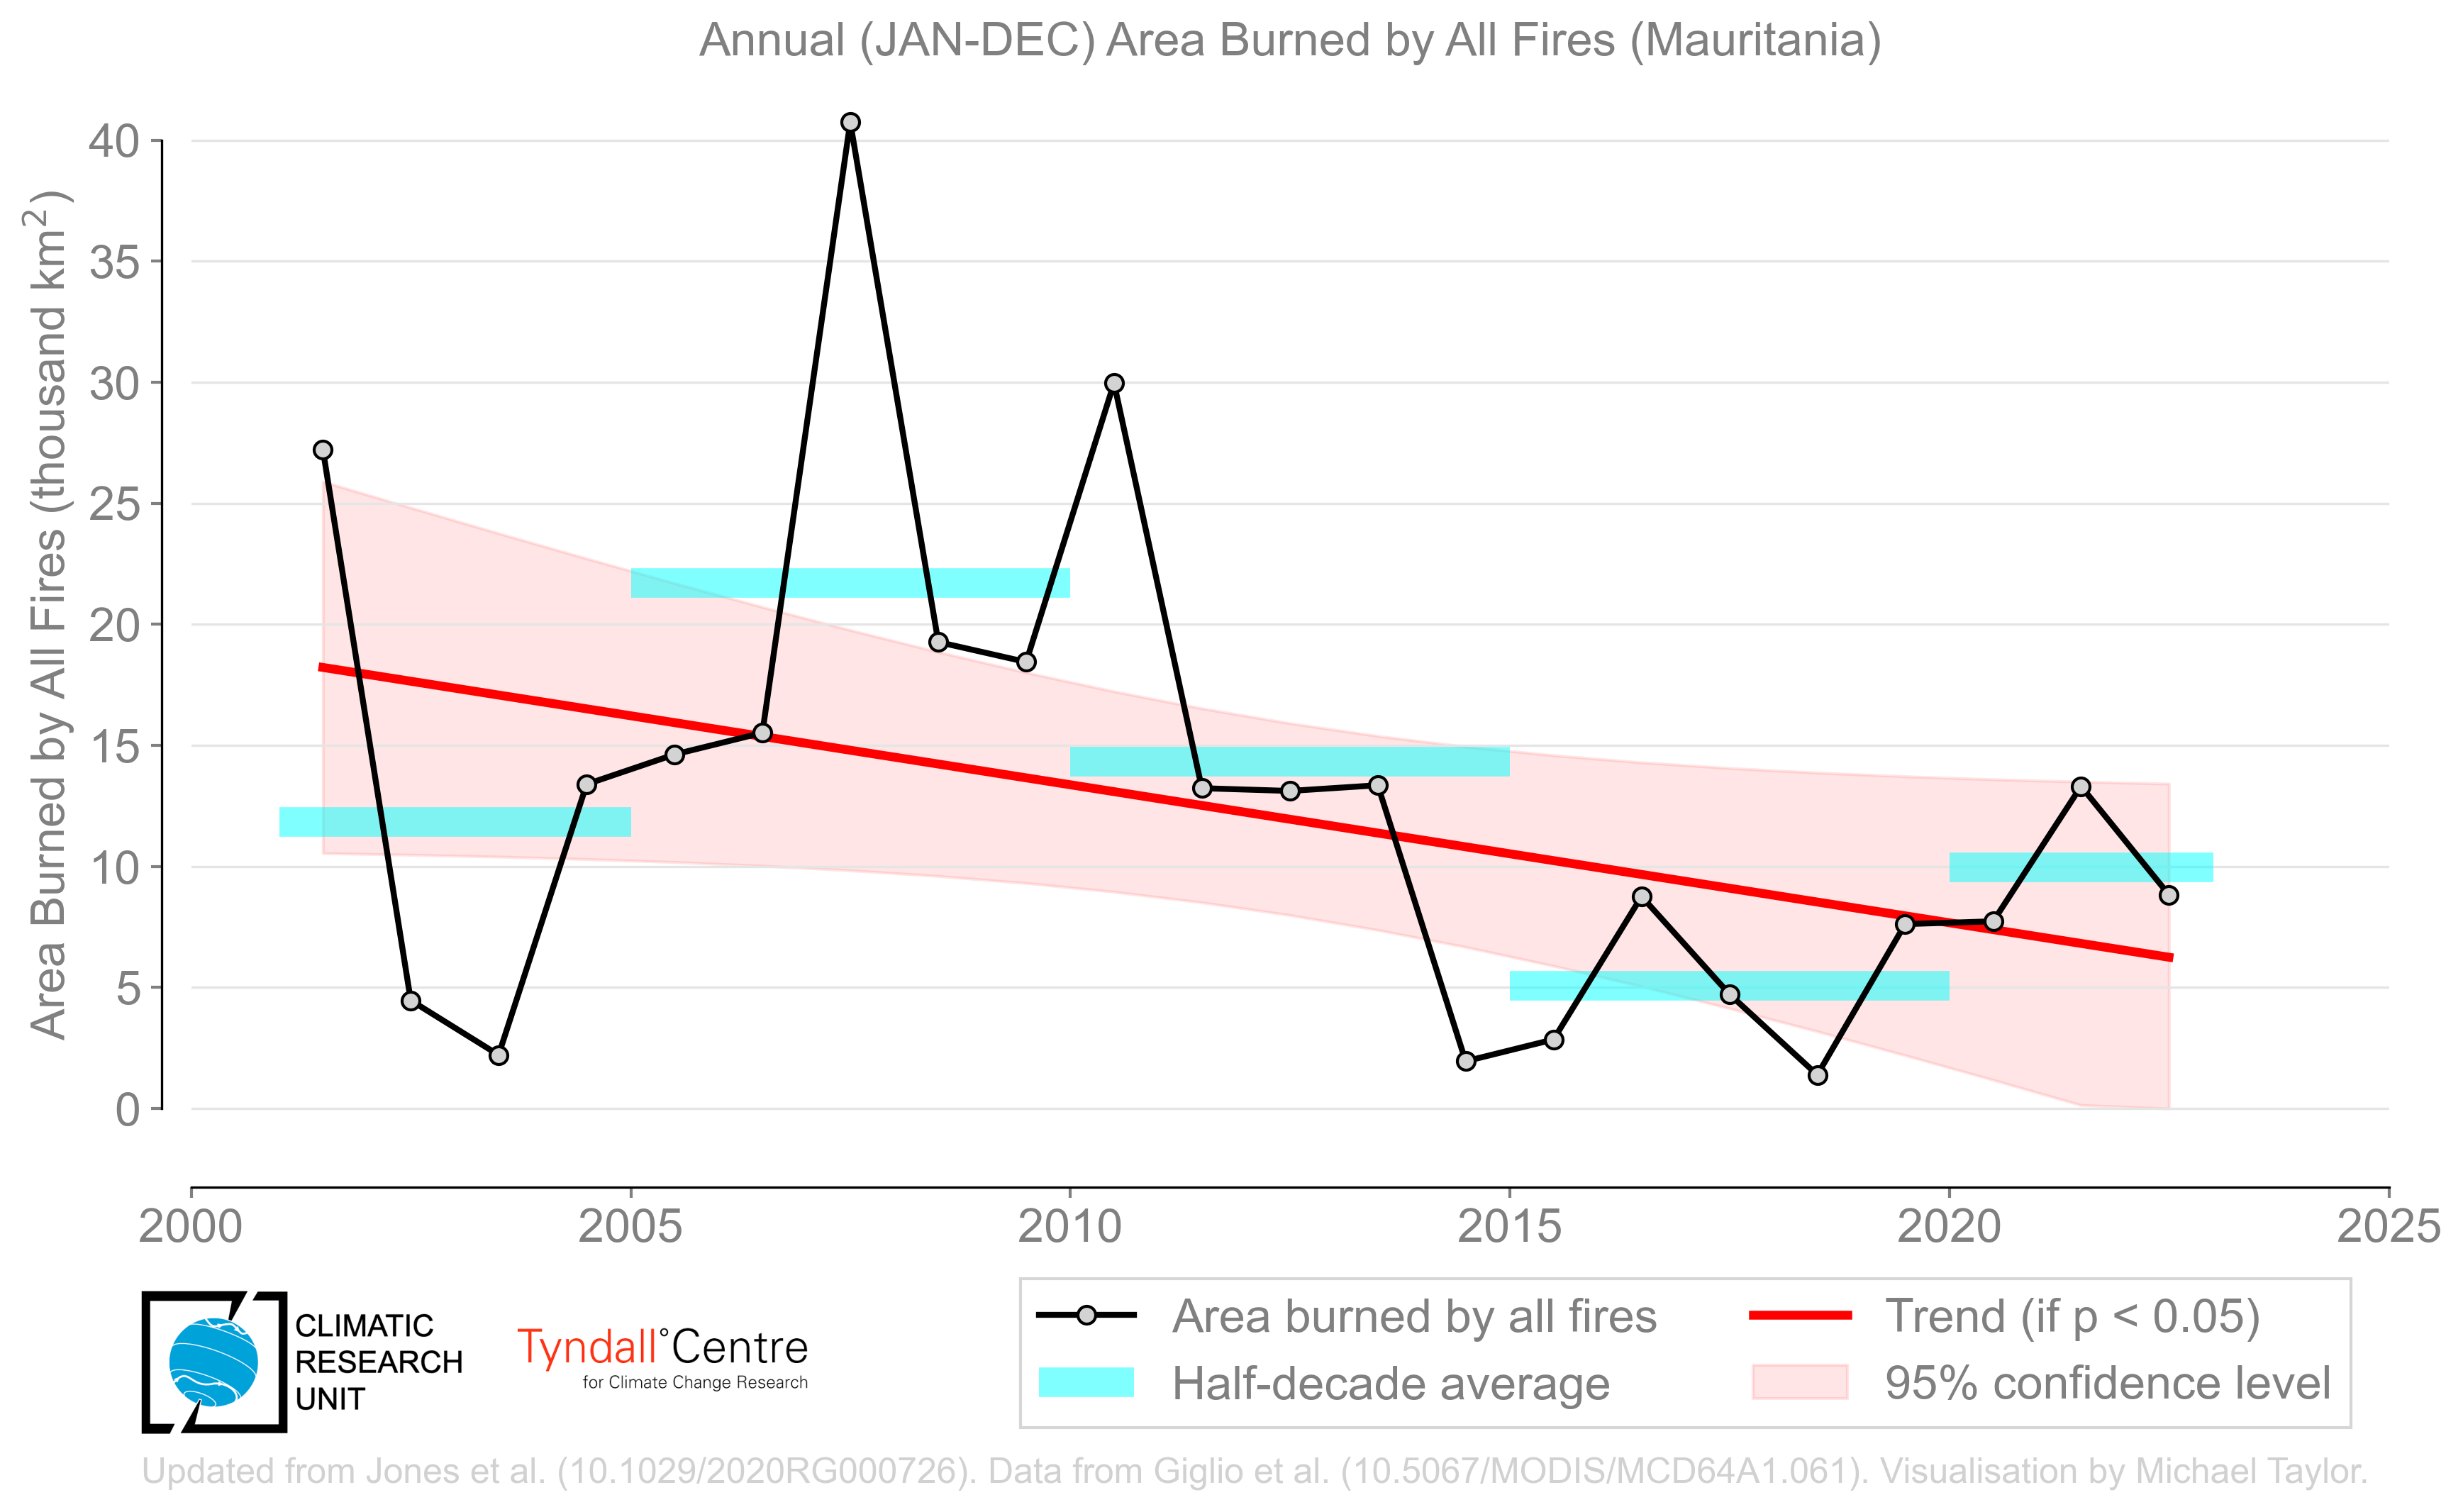 Annual (JAN-DEC) Area Burned by All Fires (Mauritania)
Area Burned by All Fires (thousand km²)
40
35
30
25
20
15
10
5
0
2000 2005 2010 2015 2020 2025
CLIMATIC
RESEARCH
UNIT
Tyndall°Centre
for Climate Change Research
Area burned by all fires
Half-decade average
Trend (if p < 0.05)
95% confidence level
Updated from Jones et al. (10.1029/2020RG000726). Data from Giglio et al. (10.5067/MODIS/MCD64A1.061). Visualisation by Michael Taylor.